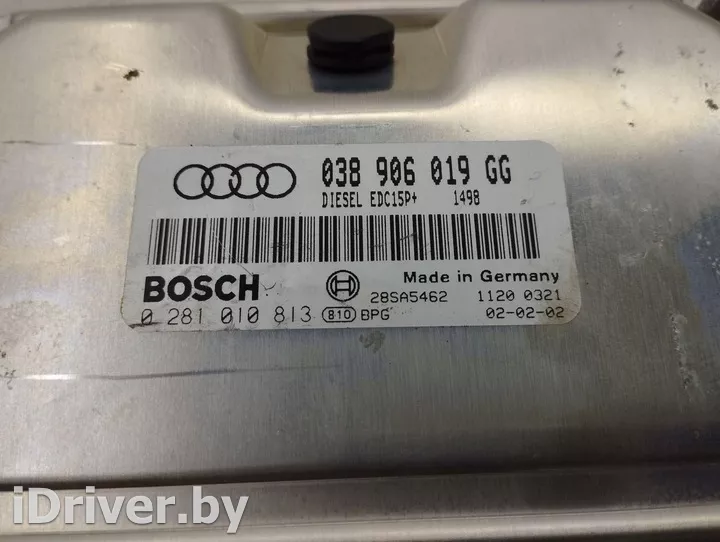 038 906 019 GG
DIESEL EDC15P+ 1498
BOSCH Made in Germany
28SA5462 1120 0321
0 281 010 813 810 BPG 02-02-02
iDriver.by